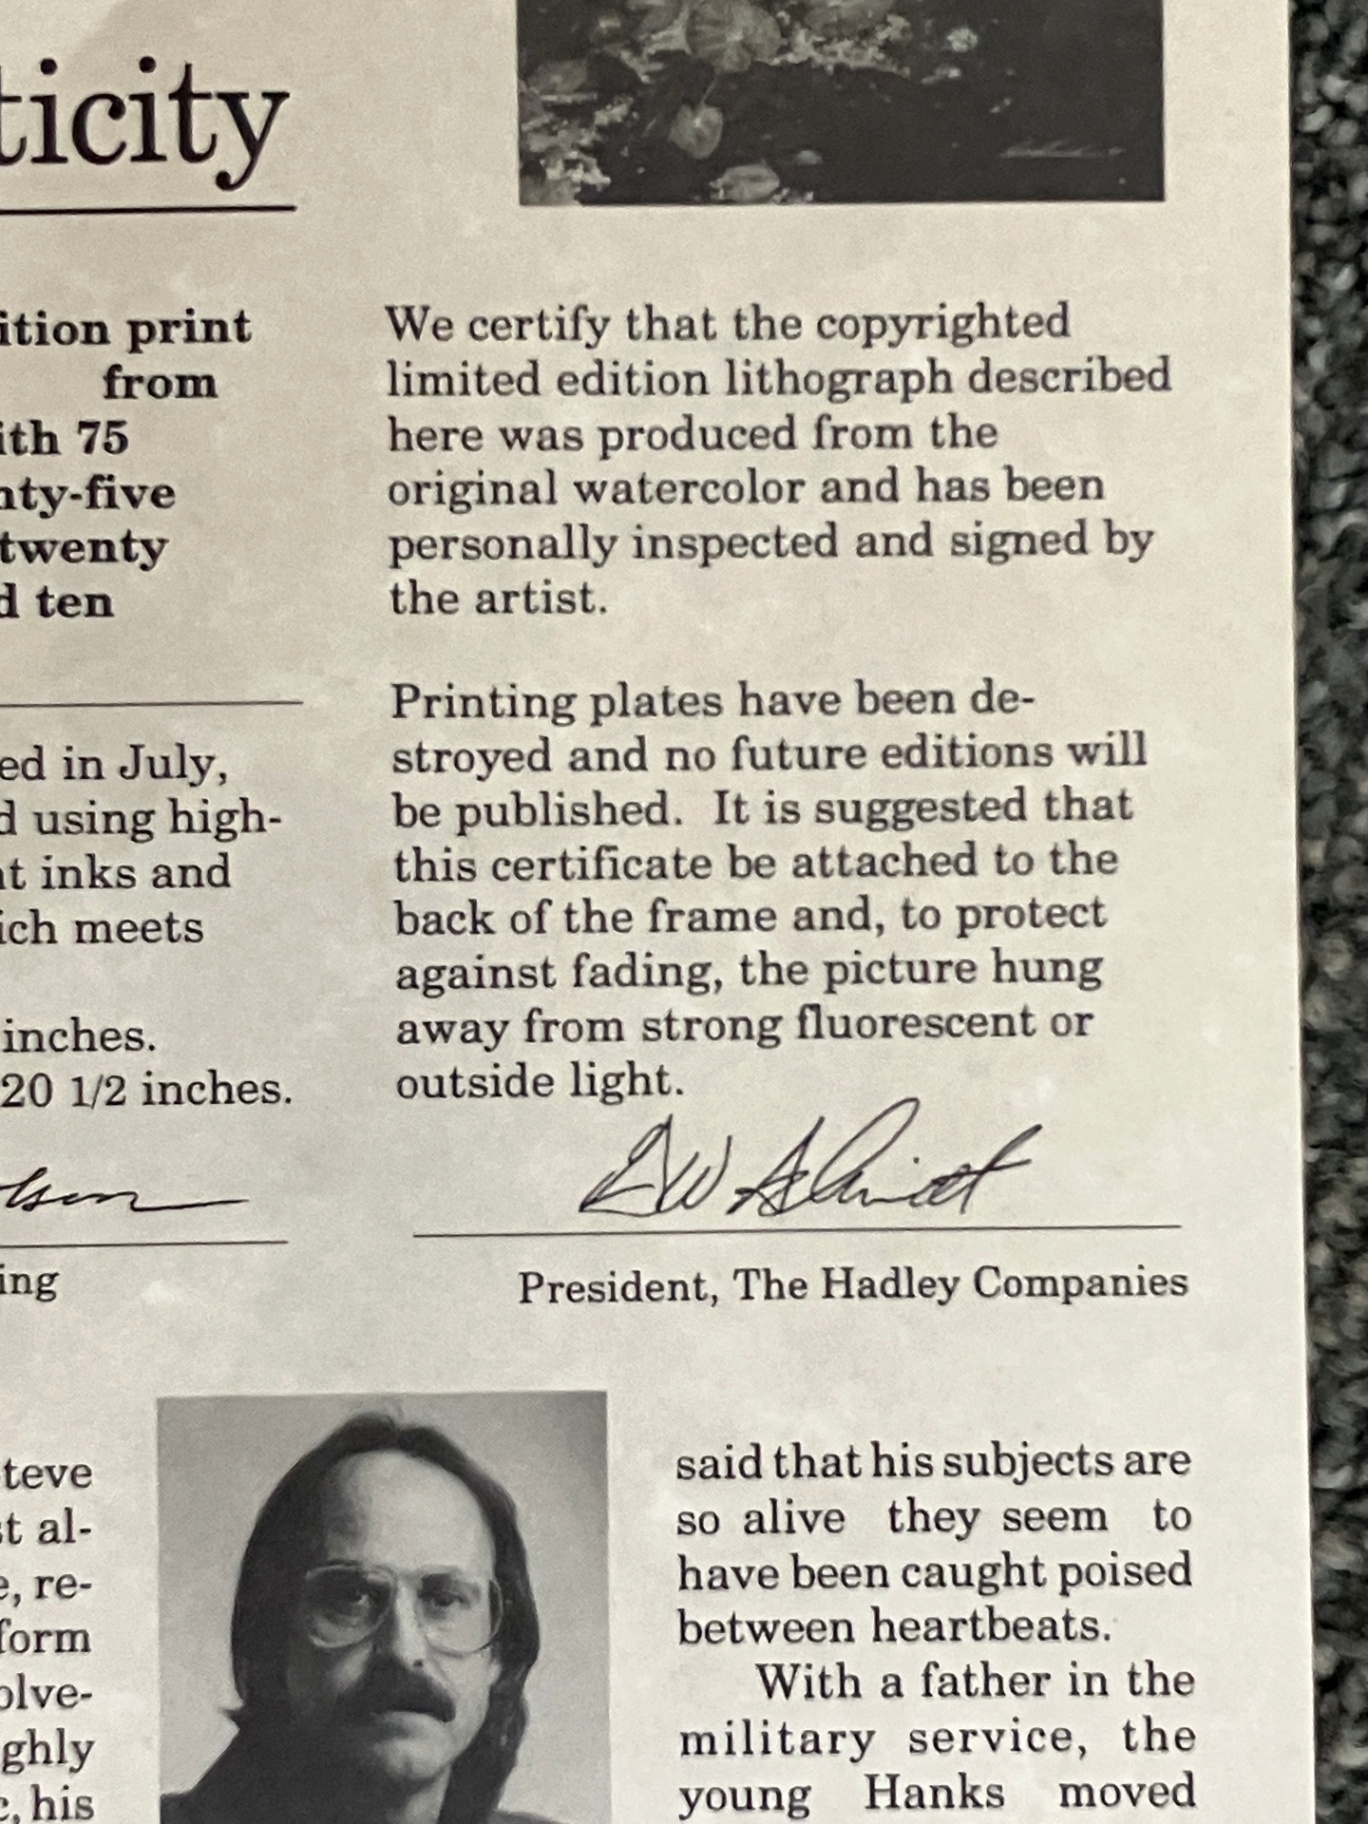 ticity
ition print
from
ith 75
nty-five
twenty
d ten
ed in July,
d using high-
nt inks and
ich meets
inches.
20 1/2 inches.
lson
ing
We certify that the copyrighted
limited edition lithograph described
here was produced from the
original watercolor and has been
personally inspected and signed by
the artist.
Printing plates have been de-
stroyed and no future editions will
be published. It is suggested that
this certificate be attached to the
back of the frame and, to protect
against fading, the picture hung
away from strong fluorescent or
outside light.
President, The Hadley Companies
teve
st al-
e, re-
form
olve-
ghly
c, his
said that his subjects are
so alive they seem to
have been caught poised
between heartbeats.
With a father in the
military service, the
young Hanks moved